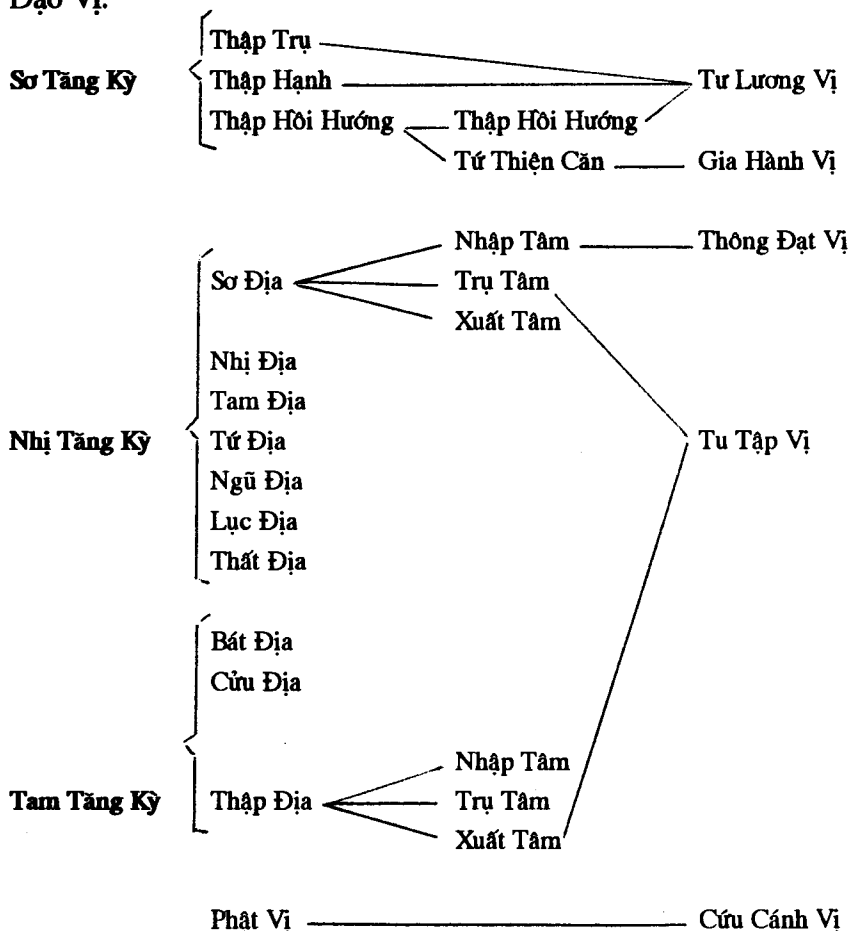 Đạo Vị.
Thập Trụ
Sơ Tăng Kỳ Thập Hạnh Tư Lương Vị
Thập Hồi Hướng Thập Hồi Hướng
Tứ Thiện Căn Gia Hành Vị
Nhập Tâm Thông Đạt Vị
Sơ Địa Trụ Tâm
Xuất Tâm
Nhị Địa
Tam Địa
Nhị Tăng Kỳ Tứ Địa Tu Tập Vị
Ngũ Địa
Lục Địa
Thất Địa
Bát Địa
Cửu Địa
Nhập Tâm
Tam Tăng Kỳ Thập Địa Trụ Tâm
Xuất Tâm
Phật Vị Cứu Cánh Vị